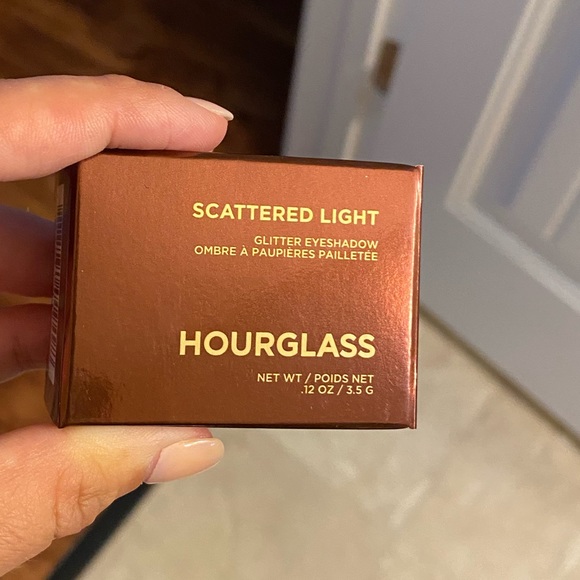 SCATTERED LIGHT
GLITTER EYESHADOW
OMBRE À PAUPIÈRES PAILLETÉE
HOURGLASS
NET WT / POIDS NET
.12 OZ / 3.5 G